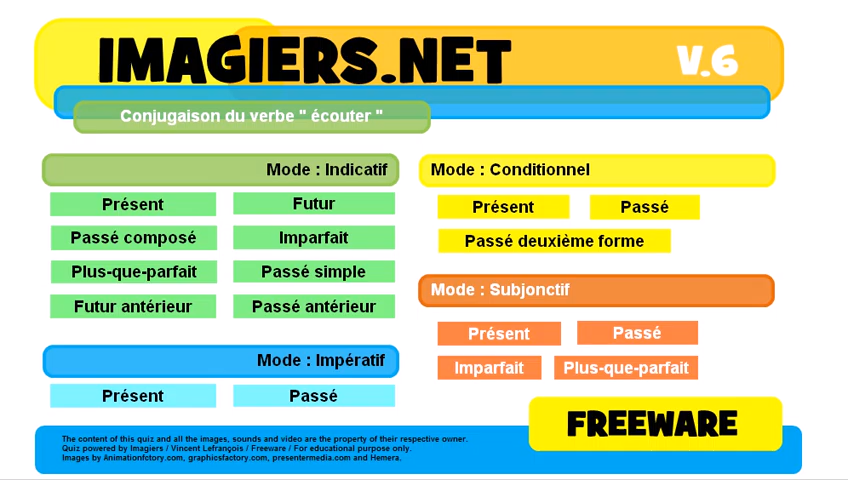 IMAGIERS.NET
V.6
Conjugaison du verbe " écouter "
Mode : Indicatif
Présent
Futur
Passé composé
Imparfait
Plus-que-parfait
Passé simple
Futur antérieur
Passé antérieur
Mode : Impératif
Présent
Passé
Mode : Conditionnel
Présent
Passé
Passé deuxième forme
Mode : Subjonctif
Présent
Passé
Imparfait
Plus-que-parfait
FREEWARE
The content of this quiz and all the images, sounds and video are the property of their respective owner.
Quiz powered by Imagiers / Vincent Lefrançois / Freeware / For educational purpose only.
Images by Animationfctory.com, graphicsfactory.com, presentermedia.com and Hemera.